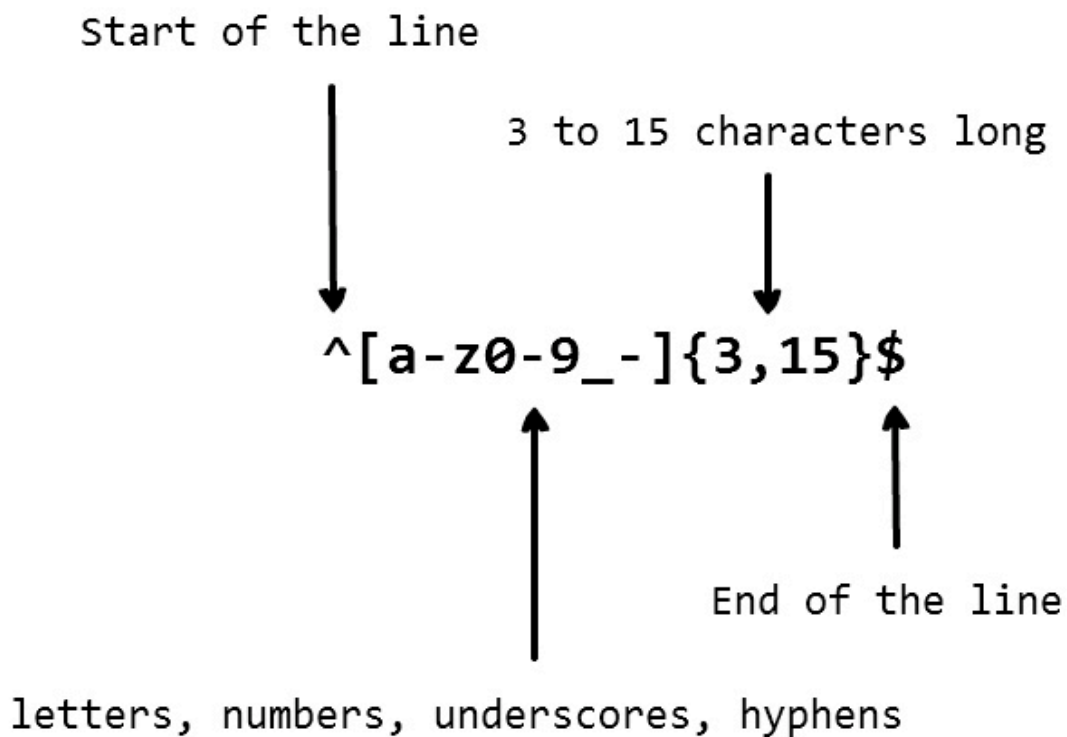 Start of the line
3 to 15 characters long
^[a-z0-9_-]{3,15}$
End of the line
letters, numbers, underscores, hyphens